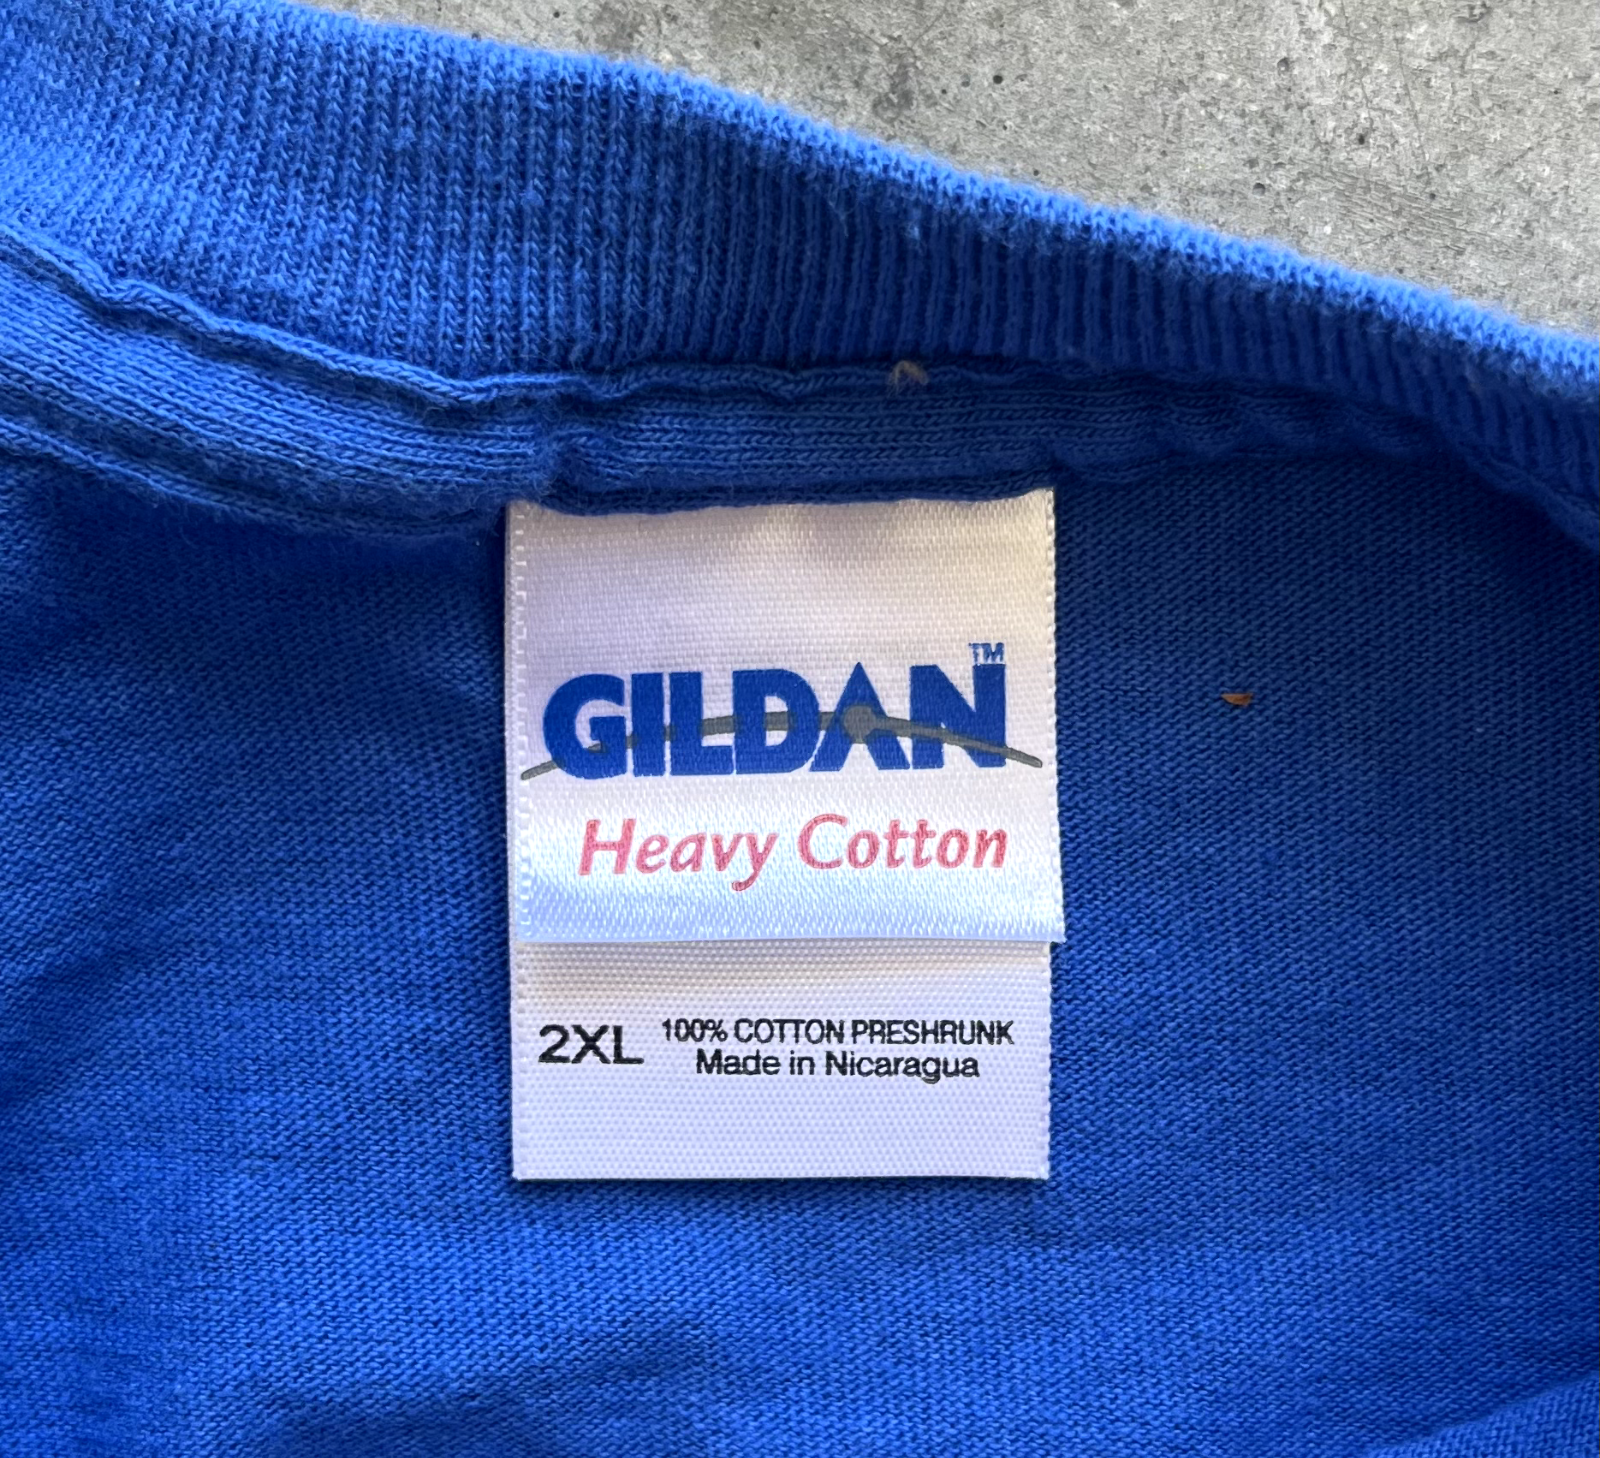 GILDAN™
Heavy Cotton
2XL 100% COTTON PRESHRUNK
Made in Nicaragua